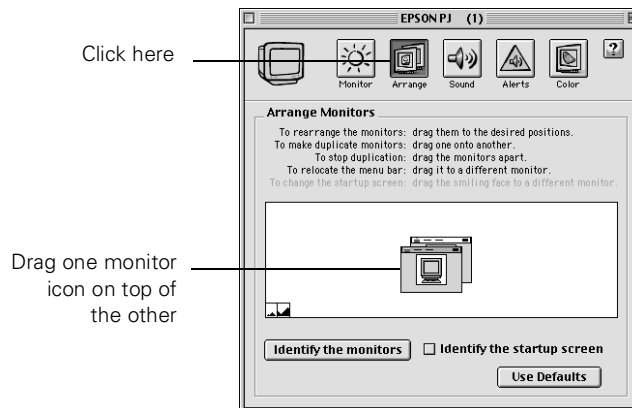 EPSON PJ (1)
Click here
Monitor Arrange Sound Alerts Color ?
Arrange Monitors
To rearrange the monitors: drag them to the desired positions.
To make duplicate monitors: drag one onto another.
To stop duplication: drag the monitors apart.
To relocate the menu bar: drag it to a different monitor.
To change the startup screen: drag the smiling face to a different monitor.
Drag one monitor
icon on top of
the other
Identify the monitors Identify the startup screen
Use Defaults